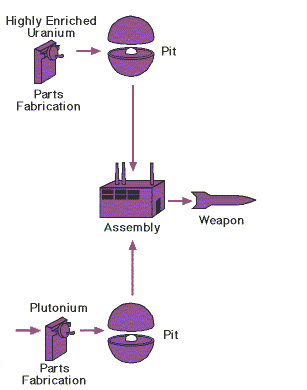 Highly Enriched
Uranium
Pit
Parts
Fabrication
Assembly
Weapon
Plutonium
Pit
Parts
Fabrication